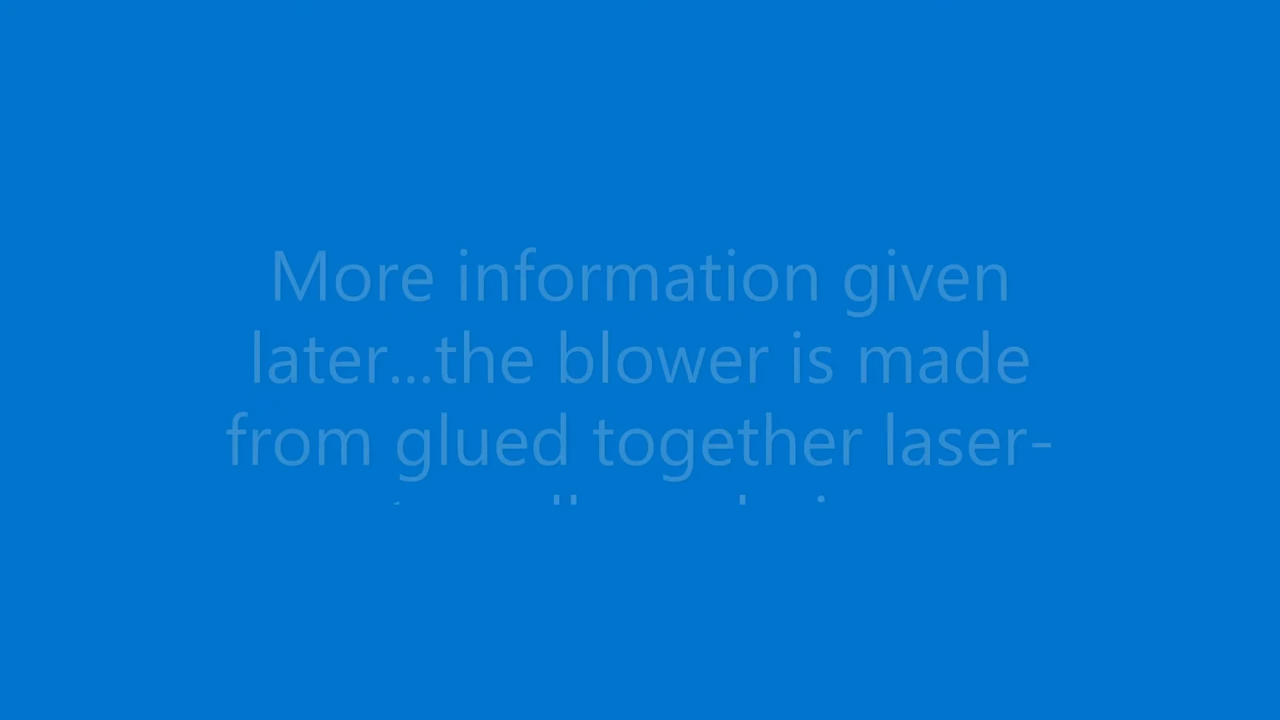 More information given
later...the blower is made
from glued together laser-